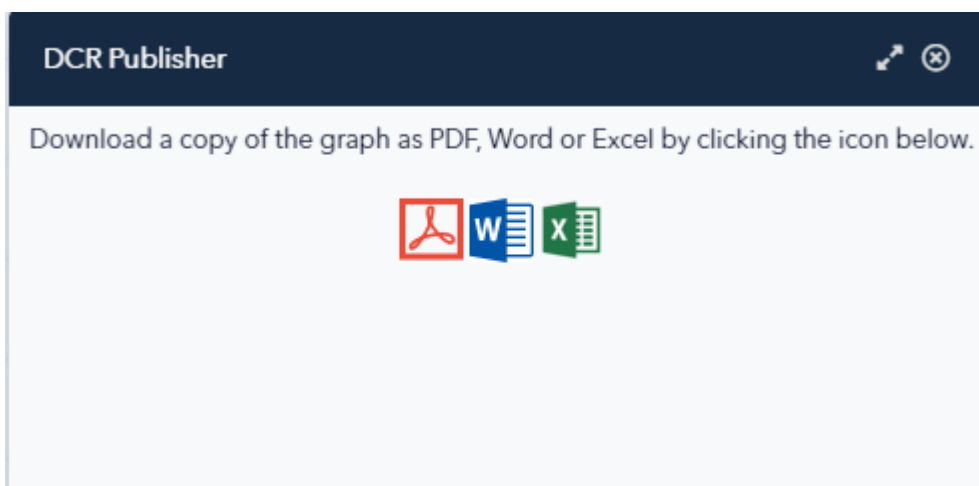 DCR Publisher
Download a copy of the graph as PDF, Word or Excel by clicking the icon below.
W X